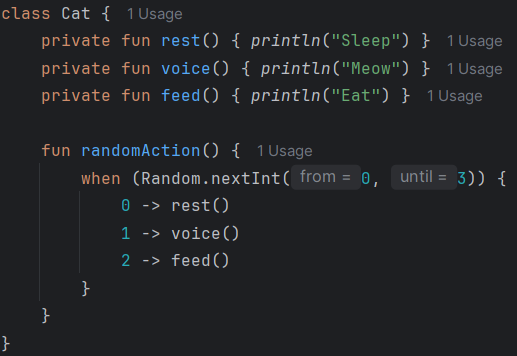 class Cat { 1 Usage
private fun rest() { println("Sleep") } 1 Usage
private fun voice() { println("Meow") } 1 Usage
private fun feed() { println("Eat") } 1 Usage
fun randomAction() { 1 Usage
when (Random.nextInt( from = 0, until = 3)) {
0 -> rest()
1 -> voice()
2 -> feed()
}
}
}